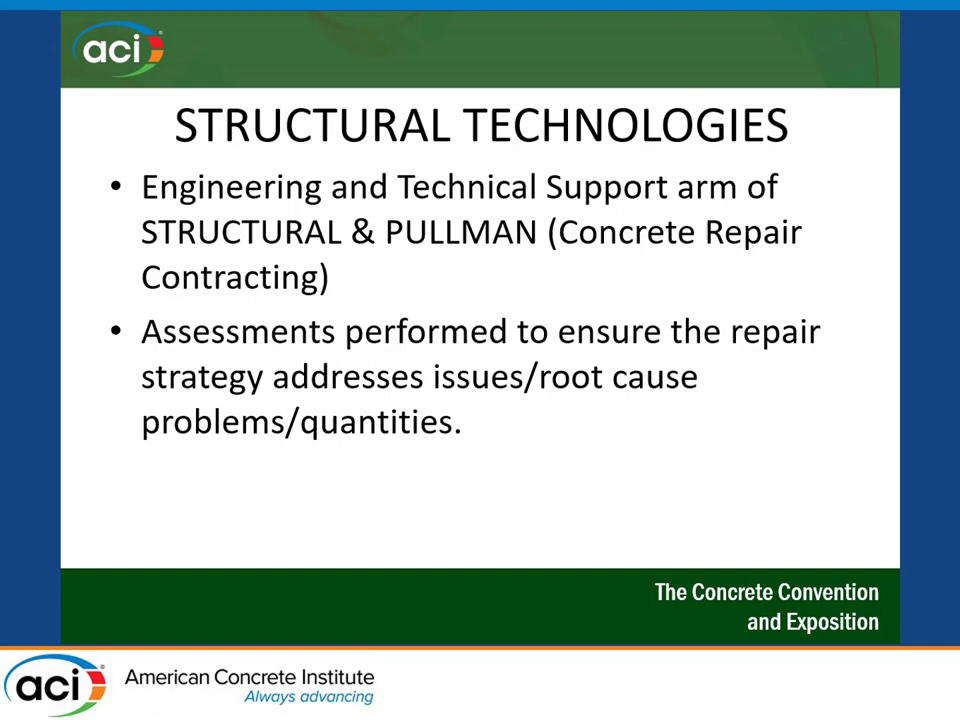 aci
STRUCTURAL TECHNOLOGIES
• Engineering and Technical Support arm of
STRUCTURAL & PULLMAN (Concrete Repair
Contracting)
• Assessments performed to ensure the repair
strategy addresses issues/root cause
problems/quantities.
The Concrete Convention
and Exposition
aci
American Concrete Institute
Always advancing